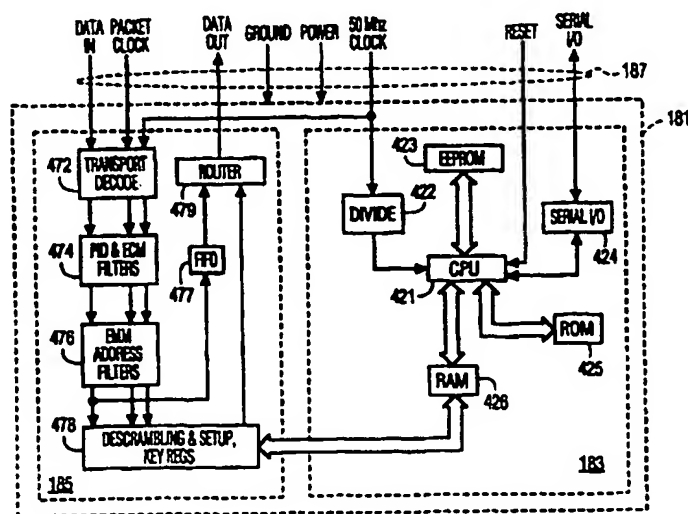 DATA IN
PACKET CLOCK
DATA OUT
GROUND
POWER
50 Mhz CLOCK
RESET
SERIAL I/O
187
181
472
TRANSPORT DECODE
ROUTER
479
423
EEPROM
DIVIDE
422
SERIAL I/O
424
474
PID & ECM FILTERS
FIFO
477
CPU
421
ROM
425
476
EMM ADDRESS FILTERS
RAM
426
478
DESCRAMBLING & SETUP, KEY REGS
185
183